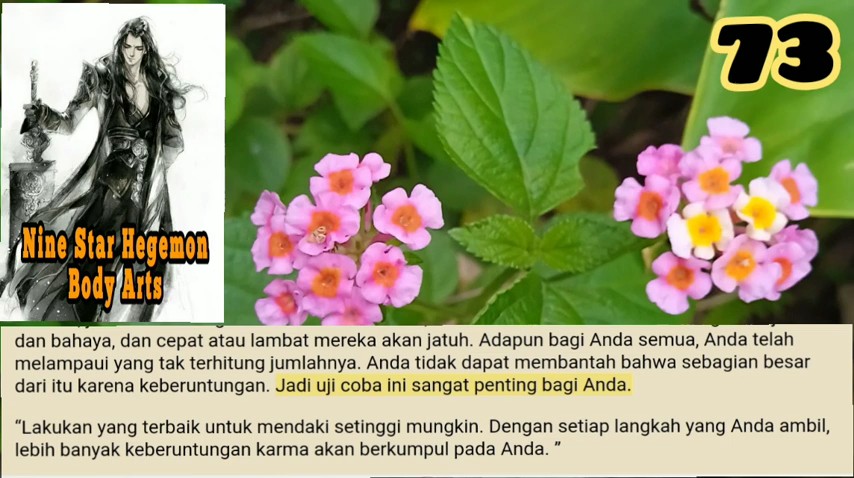 73
Nine Star Hegemon
Body Arts
dan bahaya, dan cepat atau lambat mereka akan jatuh. Adapun bagi Anda semua, Anda telah
melampaui yang tak terhitung jumlahnya. Anda tidak dapat membantah bahwa sebagian besar
dari itu karena keberuntungan. Jadi uji coba ini sangat penting bagi Anda.
“Lakukan yang terbaik untuk mendaki setinggi mungkin. Dengan setiap langkah yang Anda ambil,
lebih banyak keberuntungan karma akan berkumpul pada Anda. ”